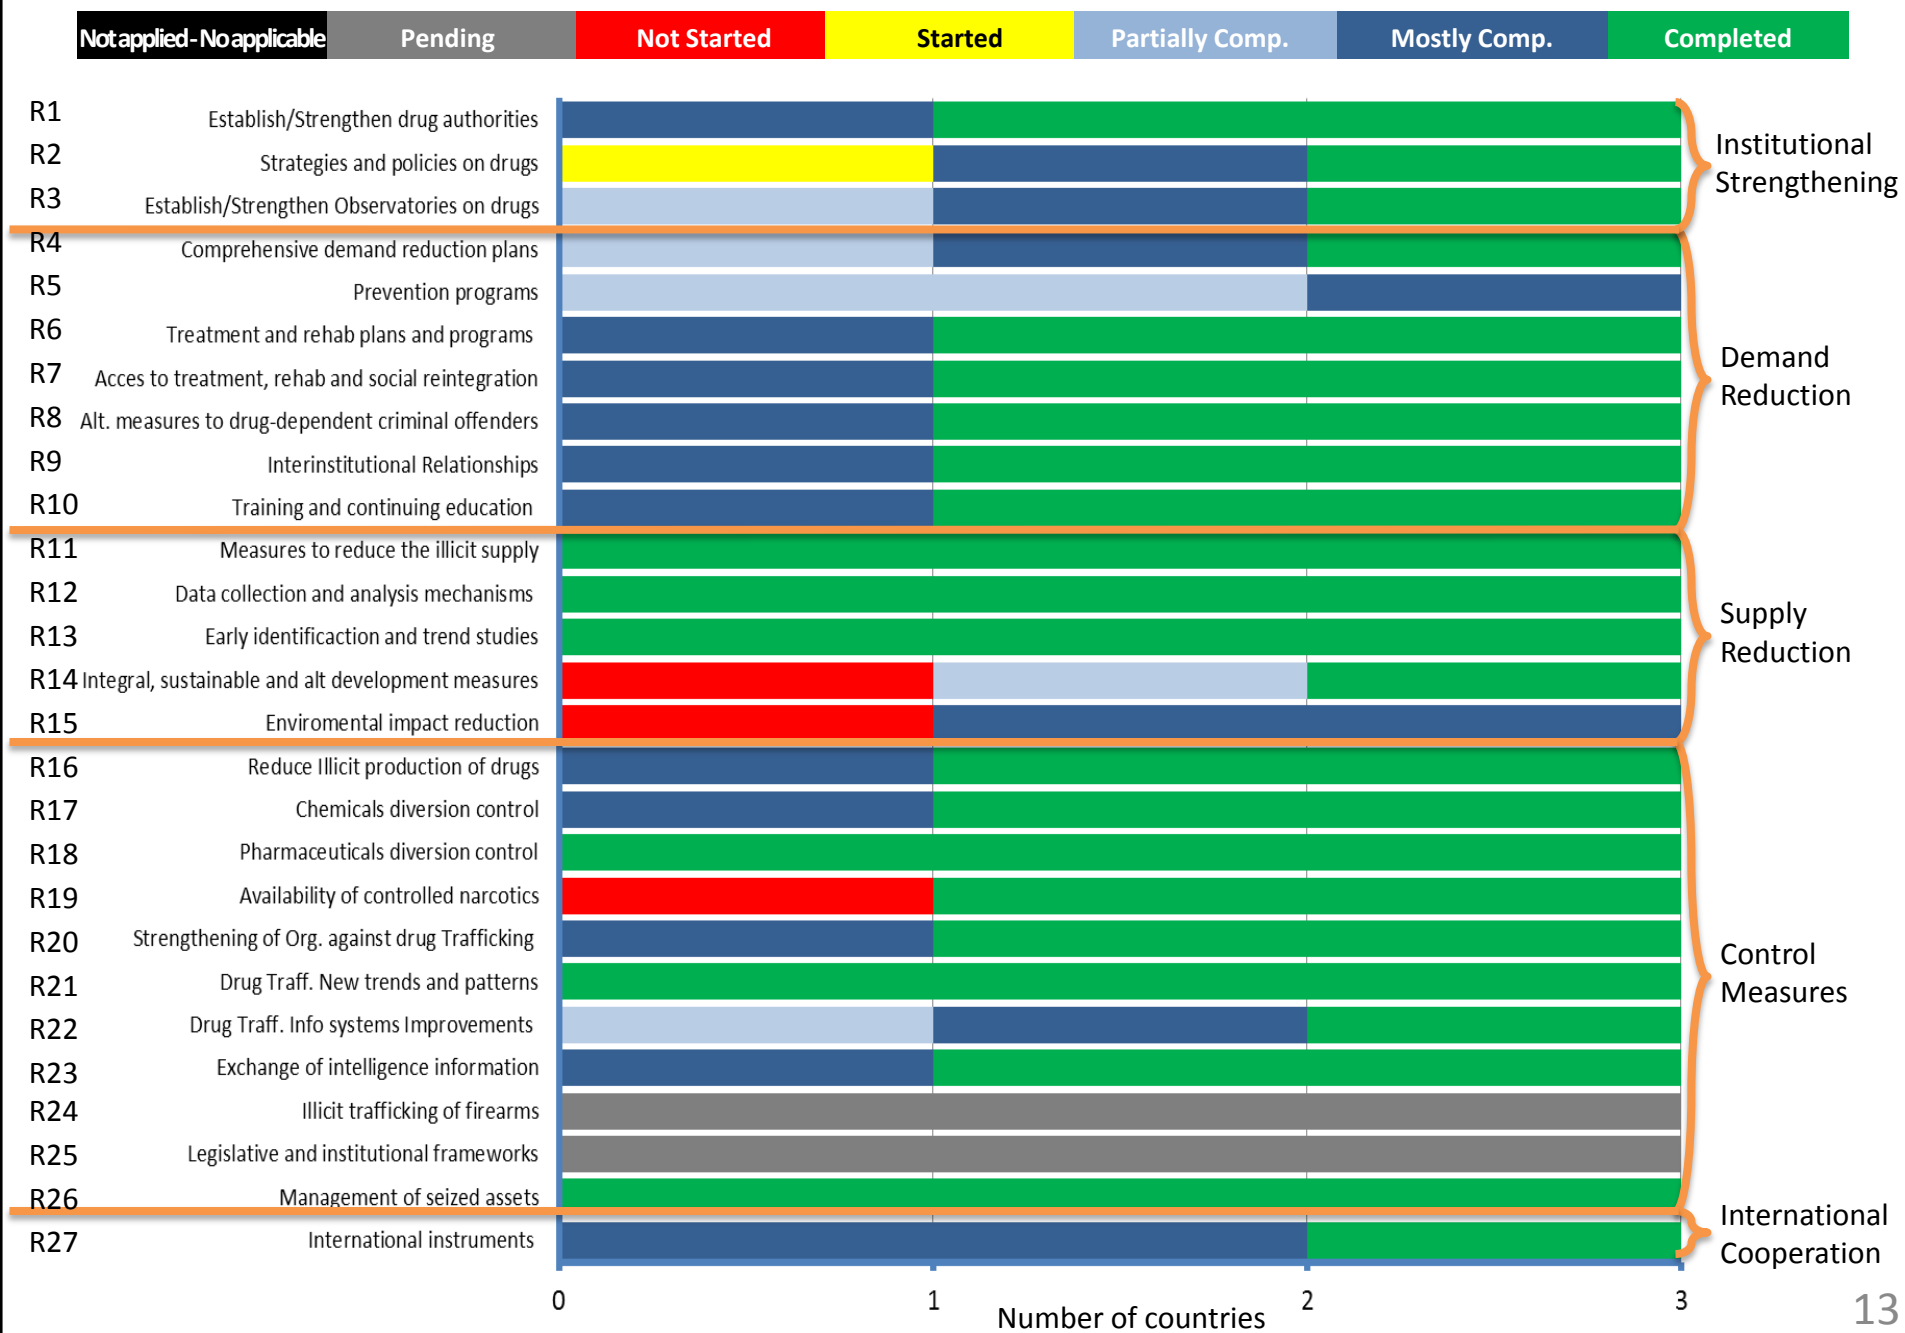 Not applied - No applicable Pending Not Started Started Partially Comp. Mostly Comp. Completed
R1 Establish/Strengthen drug authorities
R2 Strategies and policies on drugs
R3 Establish/Strengthen Observatories on drugs
Institutional
Strengthening
R4 Comprehensive demand reduction plans
R5 Prevention programs
R6 Treatment and rehab plans and programs
R7 Acces to treatment, rehab and social reintegration
R8 Alt. measures to drug-dependent criminal offenders
R9 Interinstitutional Relationships
R10 Training and continuing education
Demand
Reduction
R11 Measures to reduce the illicit supply
R12 Data collection and analysis mechanisms
R13 Early identificaction and trend studies
R14 Integral, sustainable and alt development measures
R15 Enviromental impact reduction
Supply
Reduction
R16 Reduce Illicit production of drugs
R17 Chemicals diversion control
R18 Pharmaceuticals diversion control
R19 Availability of controlled narcotics
R20 Strengthening of Org. against drug Trafficking
R21 Drug Traff. New trends and patterns
R22 Drug Traff. Info systems Improvements
R23 Exchange of intelligence information
R24 Illicit trafficking of firearms
R25 Legislative and institutional frameworks
R26 Management of seized assets
Control
Measures
R27 International instruments
International
Cooperation
0 1 2 3
Number of countries
13